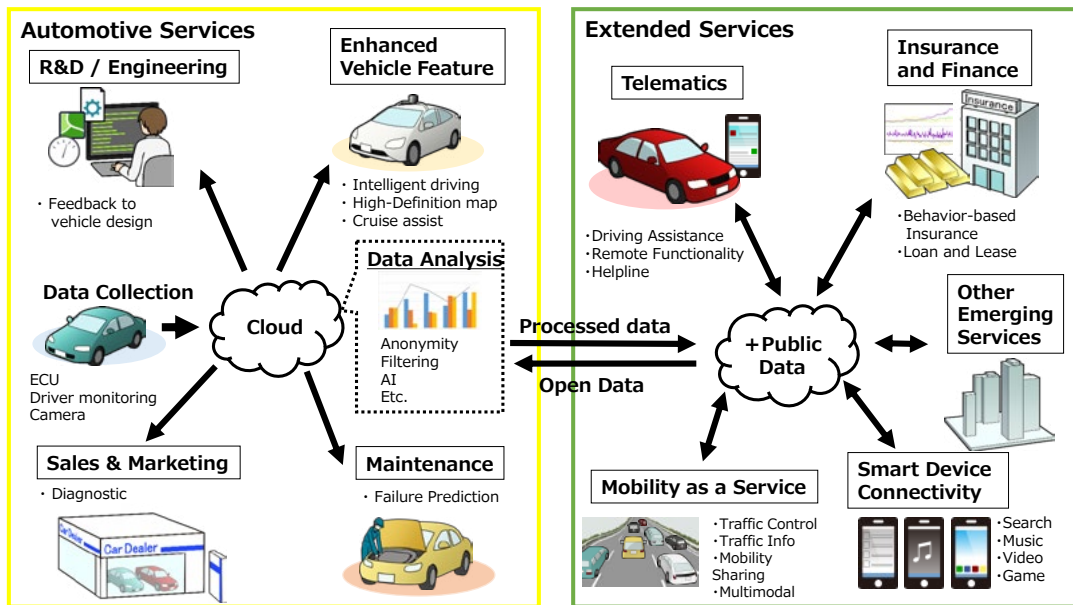 Automotive Services
R&D / Engineering
・Feedback to
vehicle design
Enhanced
Vehicle Feature
・Intelligent driving
・High-Definition map
・Cruise assist
Data Collection
ECU
Driver monitoring
Camera
Cloud
Data Analysis
Anonymity
Filtering
AI
Etc.
Sales & Marketing
・Diagnostic
Car Dealer
Car Dealer
Maintenance
・Failure Prediction
Processed data
Open Data
Extended Services
Telematics
・Driving Assistance
・Remote Functionality
・Helpline
Insurance
and Finance
Insurance
・Behavior-based
Insurance
・Loan and Lease
+Public
Data
Other
Emerging
Services
Mobility as a Service
・Traffic Control
・Traffic Info
・Mobility
Sharing
・Multimodal
Smart Device
Connectivity
・Search
・Music
・Video
・Game